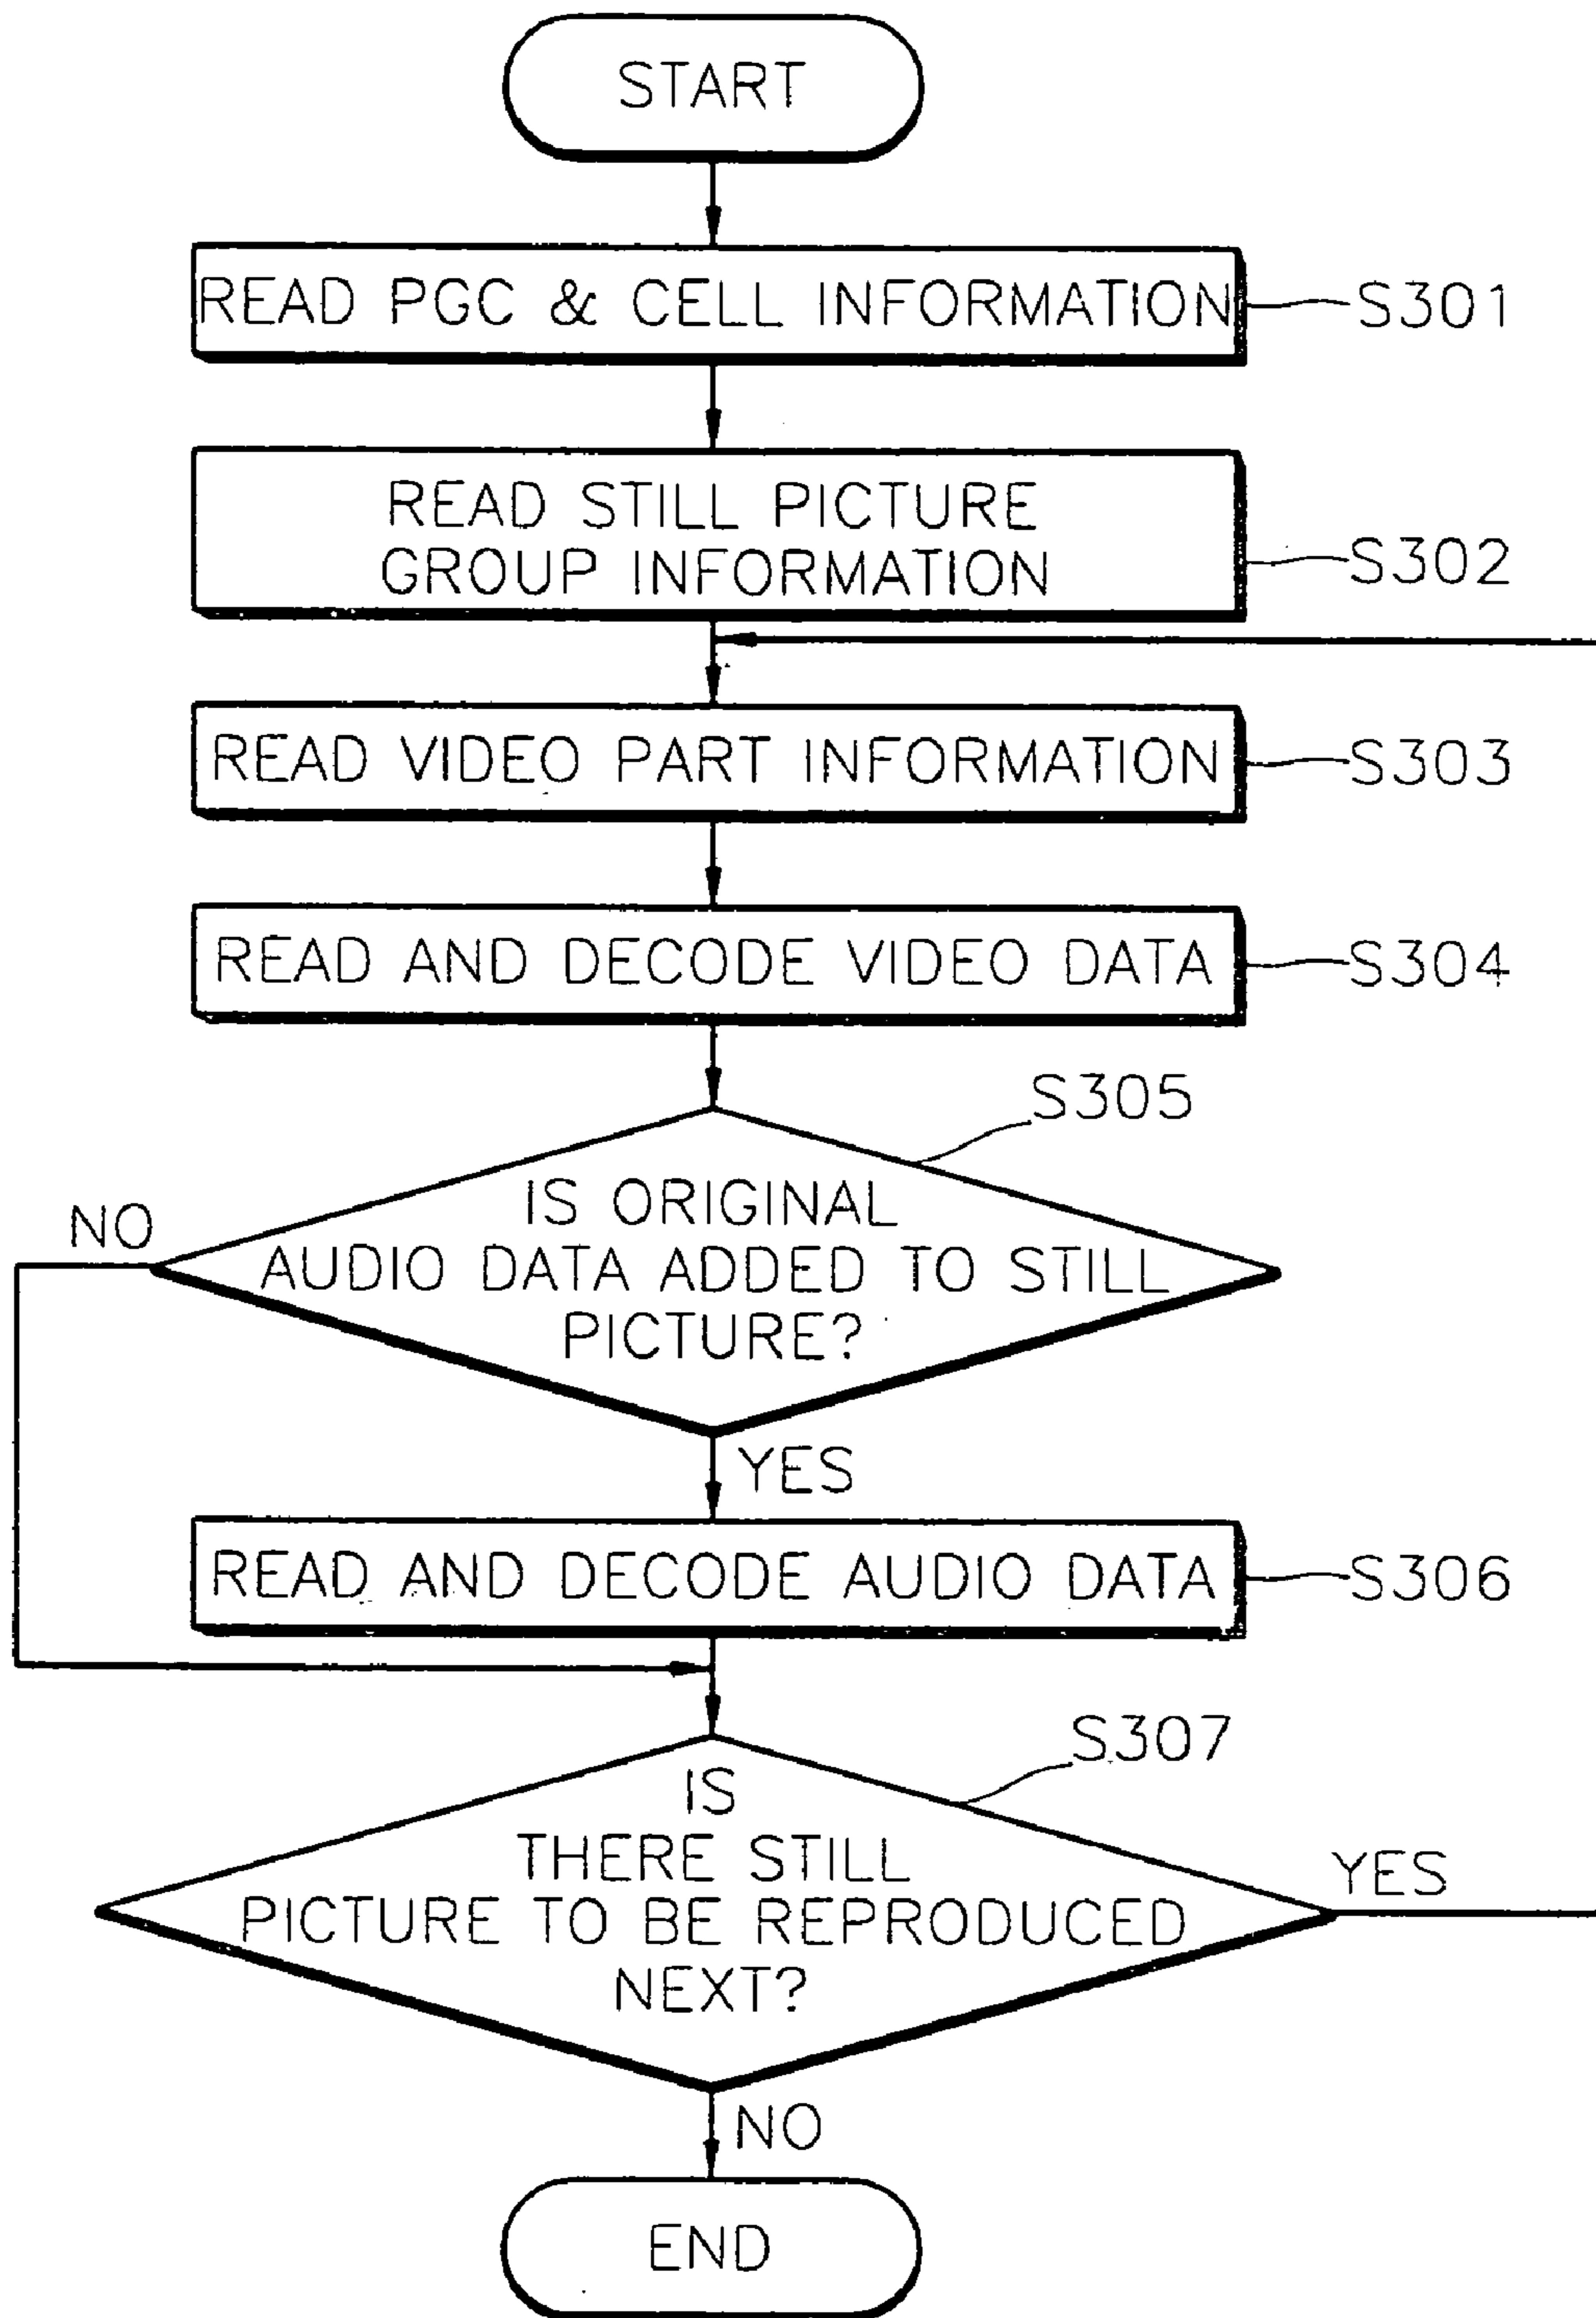 START
READ PGC & CELL INFORMATION
S301
READ STILL PICTURE
GROUP INFORMATION
S302
READ VIDEO PART INFORMATION
S303
READ AND DECODE VIDEO DATA
S304
S305
IS ORIGINAL
AUDIO DATA ADDED TO STILL
PICTURE?
NO
YES
READ AND DECODE AUDIO DATA
S306
S307
IS
THERE STILL
PICTURE TO BE REPRODUCED
NEXT?
YES
NO
END